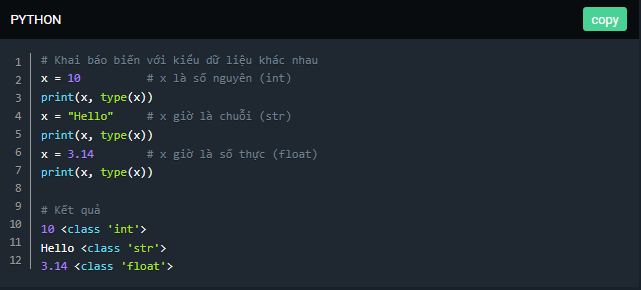 PYTHON
copy
1 # Khai báo biến với kiểu dữ liệu khác nhau
2 x = 10 # x là số nguyên (int)
3 print(x, type(x))
4 x = "Hello" # x giờ là chuỗi (str)
5 print(x, type(x))
6 x = 3.14 # x giờ là số thực (float)
7 print(x, type(x))
8
9 # Kết quả
10 10 <class 'int'>
11 Hello <class 'str'>
12 3.14 <class 'float'>